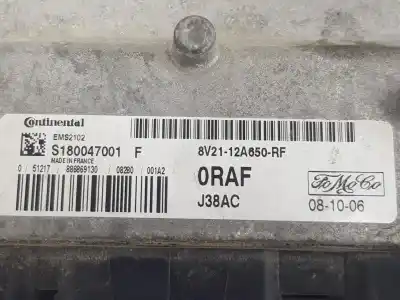 Continental
EMS2102
S180047001 F
MADE IN FRANCE
0 51217 886869130 08280 001A2
8V21-12A650-RF
0RAF
J38AC
FoMoCo
08-10-06